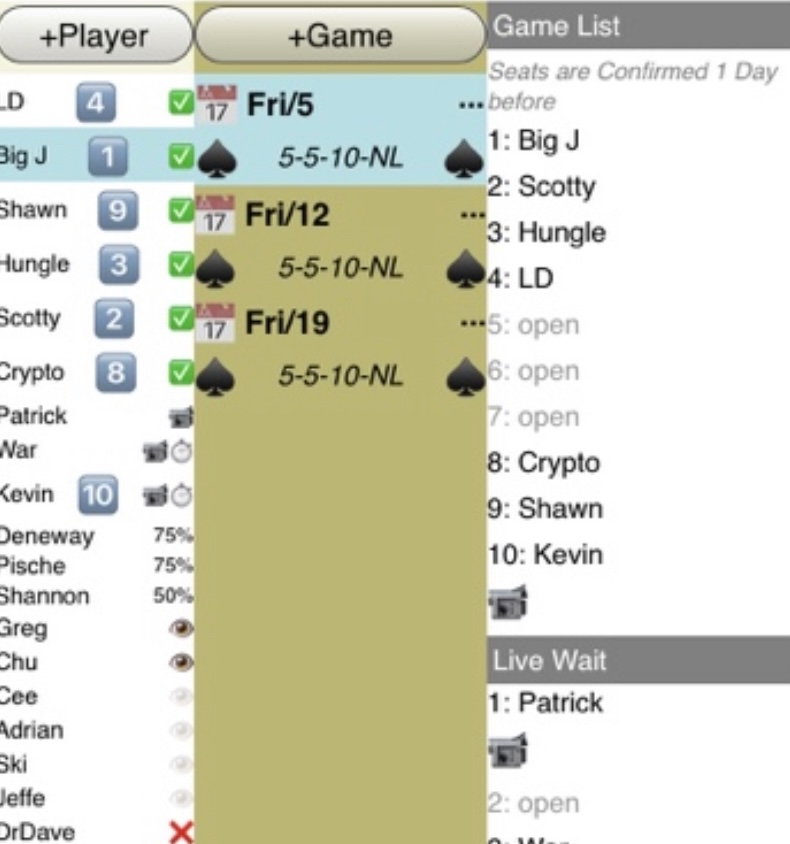 +Player
LD 4
Big J 1
Shawn 9
Hungle 3
Scotty 2
Crypto 8
Patrick
War
Kevin 10
Deneway 75%
Pische 75%
Shannon 50%
Greg
Chu
Cee
Adrian
Ski
Jeffe
DrDave
+Game
17 Fri/5 ...
5-5-10-NL
17 Fri/12 ...
5-5-10-NL
17 Fri/19 ...
5-5-10-NL
Game List
Seats are Confirmed 1 Day
before
1: Big J
2: Scotty
3: Hungle
4: LD
5: open
6: open
7: open
8: Crypto
9: Shawn
10: Kevin
Live Wait
1: Patrick
2: open
3: War